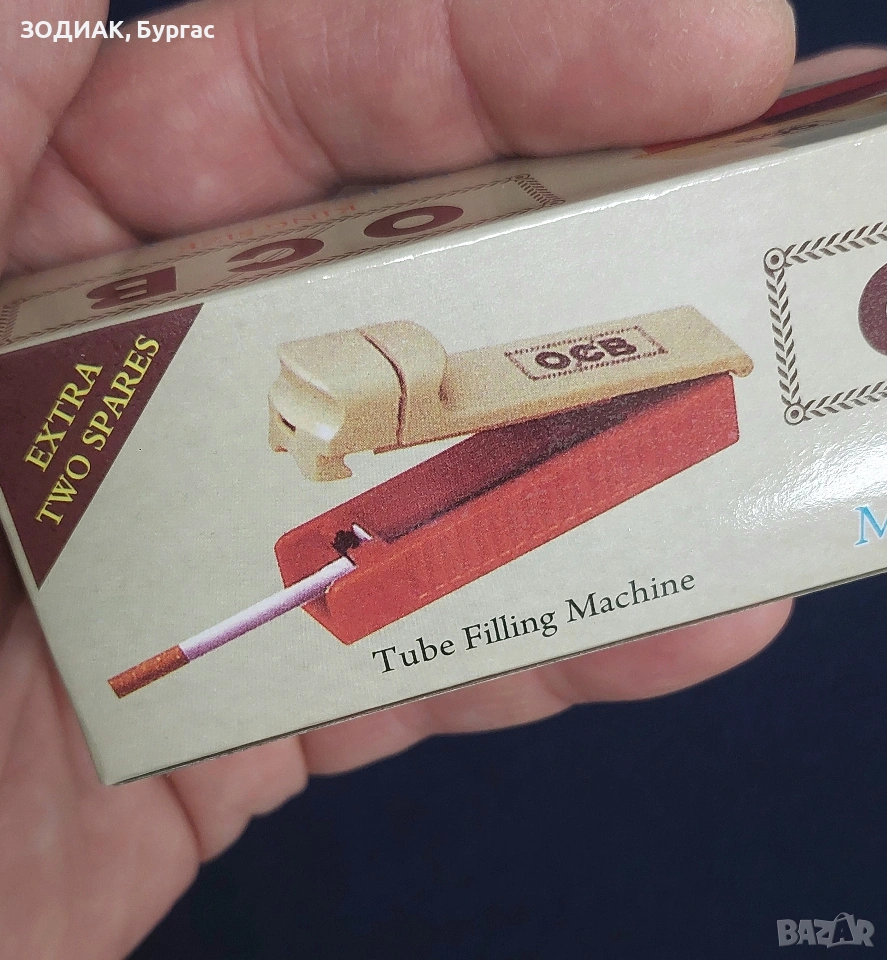 ЗОДИАК, Бургас
OCB
EXTRA
TWO SPARES
OCB
Tube Filling Machine
M
BAZAR